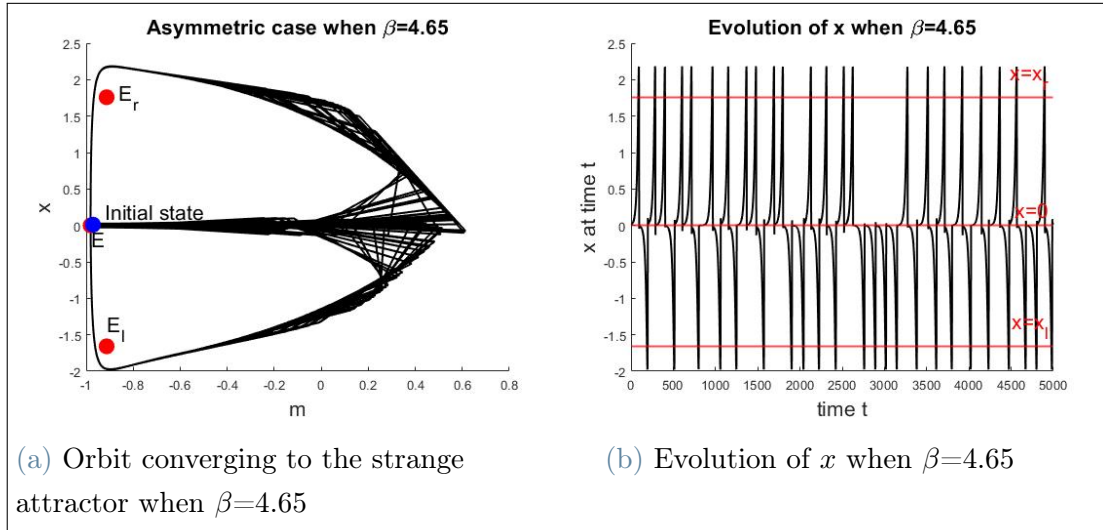 Asymmetric case when β=4.65
2.5
2
1.5
1
0.5
0
-0.5
-1
-1.5
-2
x
E_r
Initial state
E
E_l
-1
-0.8
-0.6
-0.4
-0.2
0
0.2
0.4
0.6
0.8
m
Evolution of x when β=4.65
2.5
2
1.5
1
0.5
0
-0.5
-1
-1.5
-2
x at time t
x=x_r
x=0
x=x_l
0
500
1000
1500
2000
2500
3000
3500
4000
4500
5000
time t
(a) Orbit converging to the strange
attractor when β=4.65
(b) Evolution of x when β=4.65